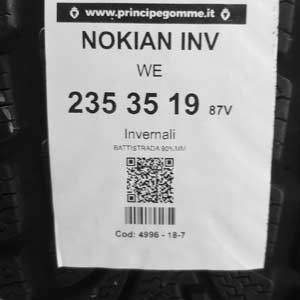 www.principegomme.it
NOKIAN INV
WE
235 35 19 87V
Invernali
BATTISTRADA 90%/MM
Cod: 4996 - 18-7